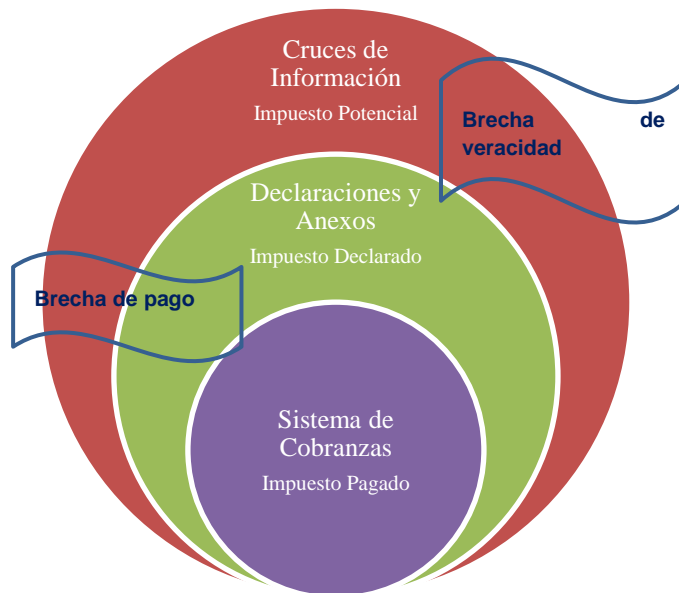 Cruces de
Información
Impuesto Potencial
Brecha de
veracidad
Declaraciones y
Anexos
Impuesto Declarado
Brecha de pago
Sistema de
Cobranzas
Impuesto Pagado